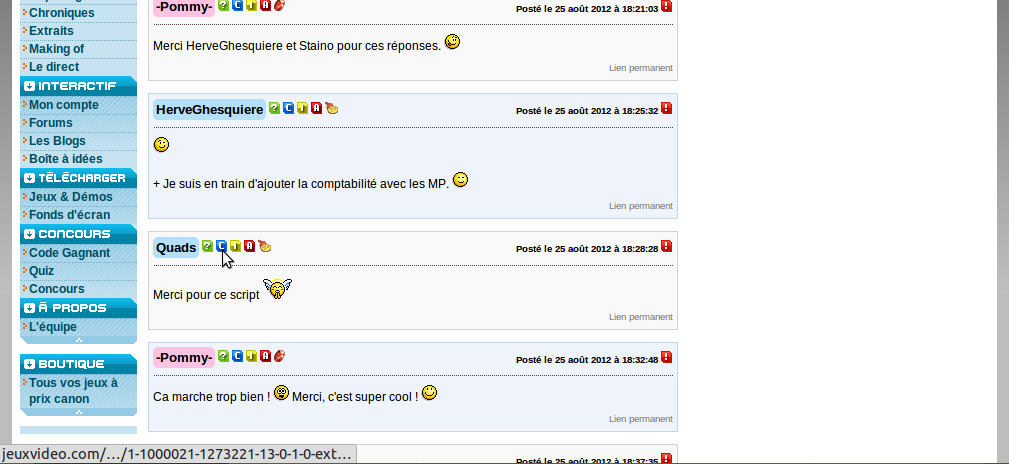 Chroniques
Extraits
Making of
Le direct
INTERACTIF
Mon compte
Forums
Les Blogs
Boîte à idées
TÉLÉCHARGER
Jeux & Démos
Fonds d'écran
CONCOURS
Code Gagnant
Quiz
Concours
À PROPOS
L'équipe
BOUTIQUE
Tous vos jeux à
prix canon
-Pommy- ? C T A Posté le 25 août 2012 à 18:21:03 !
Merci HerveGhesquiere et Staino pour ces réponses.
Lien permanent
HerveGhesquiere ? C T A Posté le 25 août 2012 à 18:25:32 !
+ Je suis en train d'ajouter la comptabilité avec les MP.
Lien permanent
Quads ? C T A Posté le 25 août 2012 à 18:28:28 !
Merci pour ce script
Lien permanent
-Pommy- ? C T A Posté le 25 août 2012 à 18:32:48 !
Ca marche trop bien ! Merci, c'est super cool !
Lien permanent
Posté le 25 août 2012 à 18:37:35 !
jeuxvideo.com/…/1-1000021-1273221-13-0-1-0-ext…